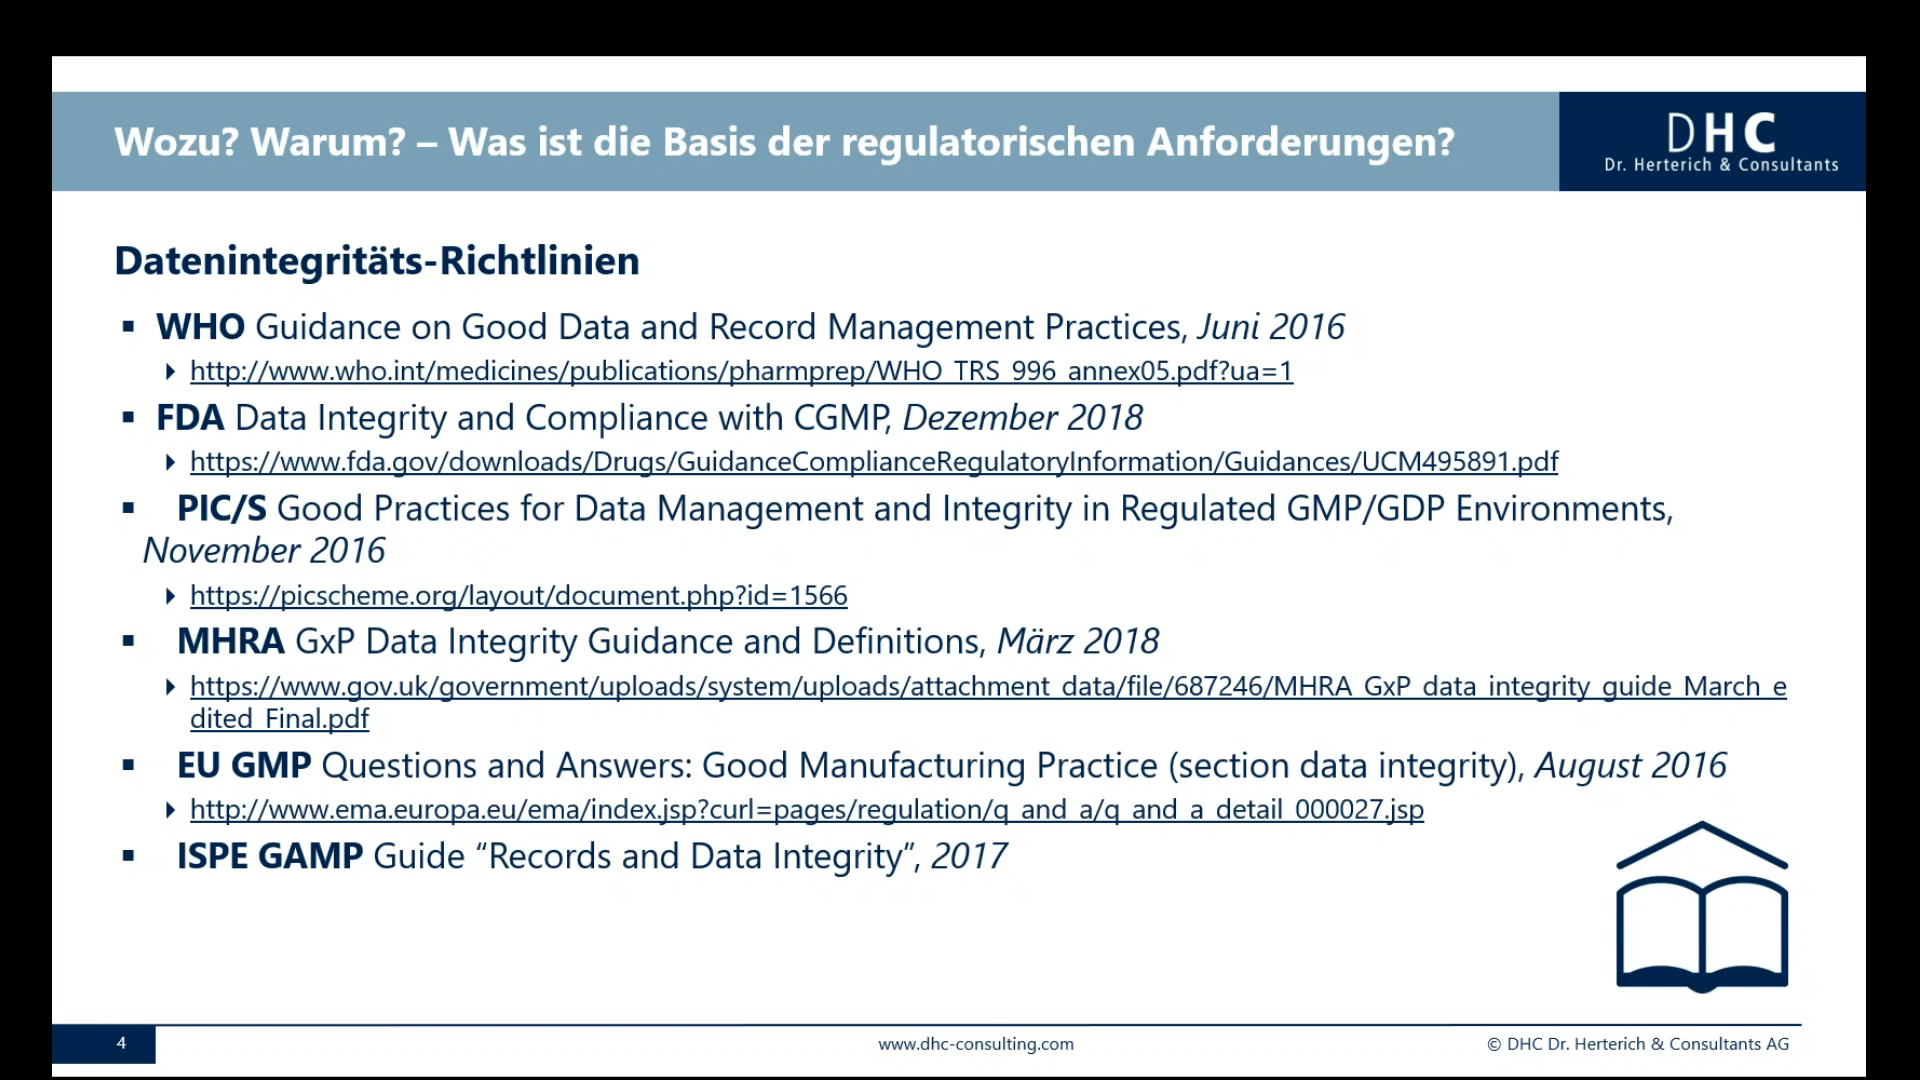 Wozu? Warum? – Was ist die Basis der regulatorischen Anforderungen?
DHC
Dr. Herterich & Consultants
Datenintegritäts-Richtlinien
▪ WHO Guidance on Good Data and Record Management Practices, Juni 2016
http://www.who.int/medicines/publications/pharmprep/WHO_TRS_996_annex05.pdf?ua=1
▪ FDA Data Integrity and Compliance with CGMP, Dezember 2018
https://www.fda.gov/downloads/Drugs/GuidanceComplianceRegulatoryInformation/Guidances/UCM495891.pdf
▪ PIC/S Good Practices for Data Management and Integrity in Regulated GMP/GDP Environments,
November 2016
https://picscheme.org/layout/document.php?id=1566
▪ MHRA GxP Data Integrity Guidance and Definitions, März 2018
https://www.gov.uk/government/uploads/system/uploads/attachment_data/file/687246/MHRA_GxP_data_integrity_guide_March_e
dited_Final.pdf
▪ EU GMP Questions and Answers: Good Manufacturing Practice (section data integrity), August 2016
http://www.ema.europa.eu/ema/index.jsp?curl=pages/regulation/q_and_a/q_and_a_detail_000027.jsp
▪ ISPE GAMP Guide “Records and Data Integrity”, 2017
4
www.dhc-consulting.com
© DHC Dr. Herterich & Consultants AG